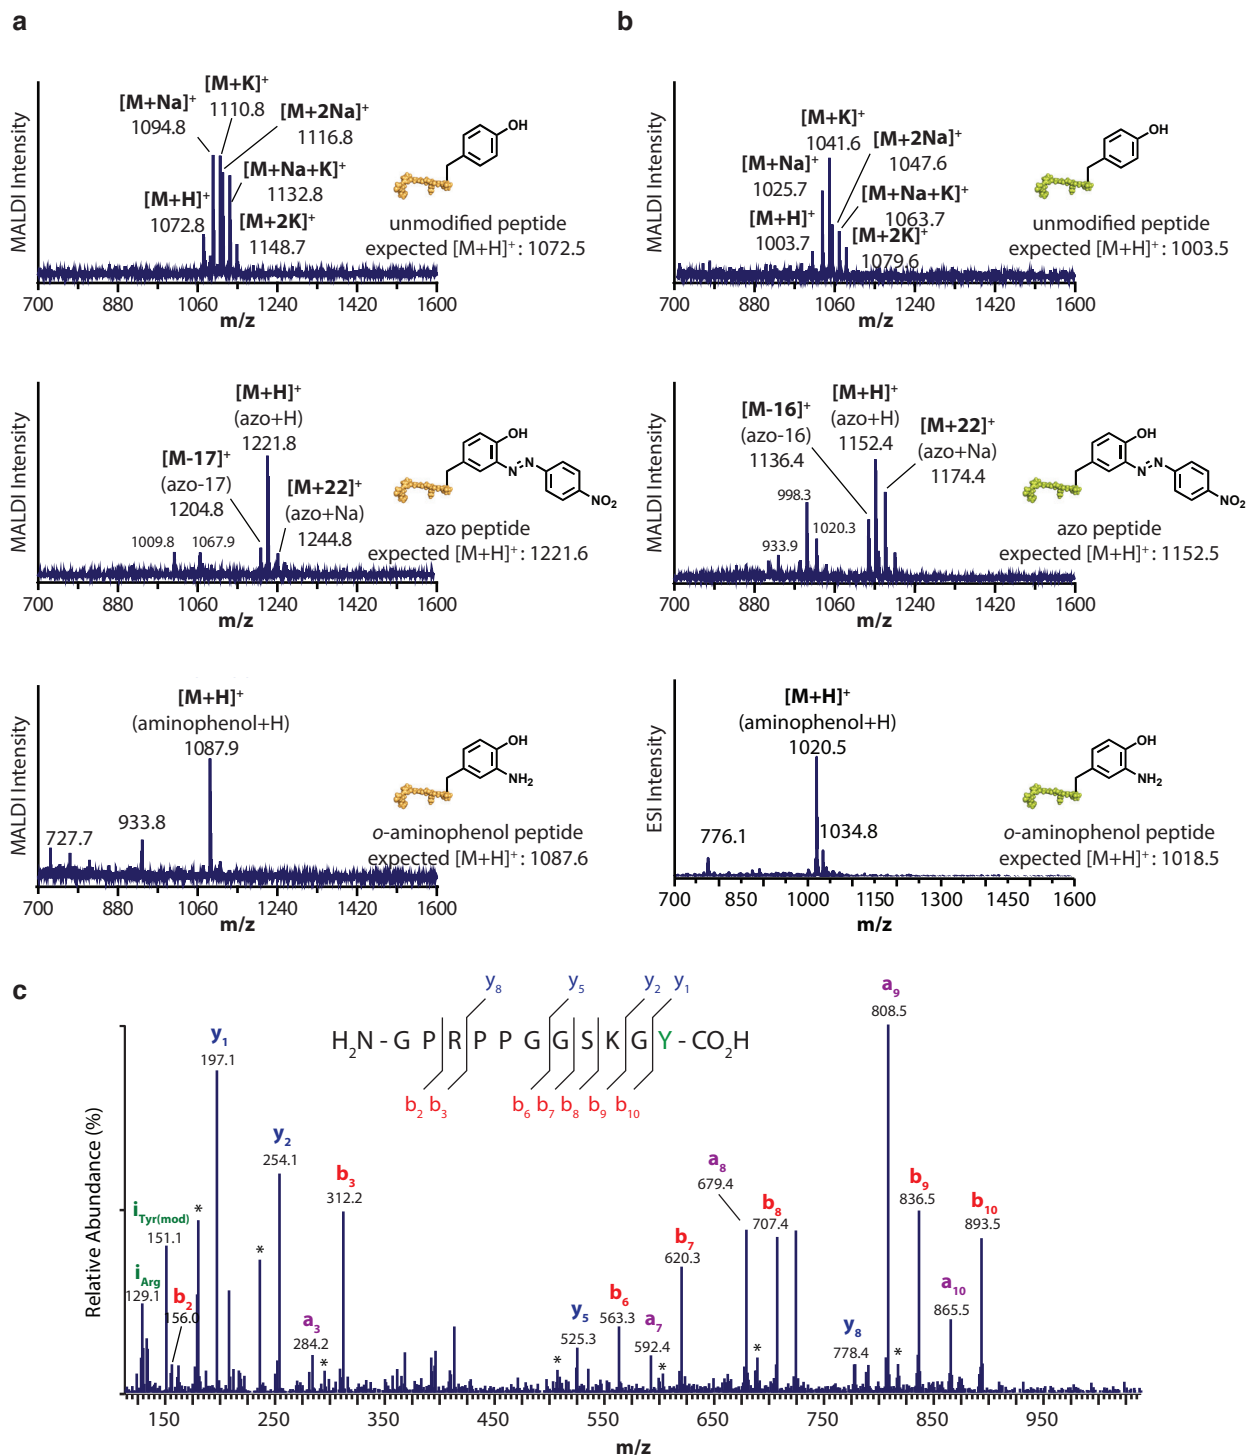 a
[M+K]⁺
1110.8
[M+Na]⁺
1094.8
[M+2Na]⁺
1116.8
[M+Na+K]⁺
1132.8
[M+H]⁺
1072.8
[M+2K]⁺
1148.7
OH
unmodified peptide
expected [M+H]⁺: 1072.5
MALDI Intensity
700 880 1060 1240 1420 1600
m/z
[M+H]⁺
(azo+H)
1221.8
[M-17]⁺
(azo-17)
1204.8
[M+22]⁺
(azo+Na)
1244.8
1009.8 1067.9
OH
N
N
NO₂
azo peptide
expected [M+H]⁺: 1221.6
MALDI Intensity
700 880 1060 1240 1420 1600
m/z
[M+H]⁺
(aminophenol+H)
1087.9
933.8
727.7
OH
NH₂
o-aminophenol peptide
expected [M+H]⁺: 1087.6
MALDI Intensity
700 880 1060 1240 1420 1600
m/z
b
[M+K]⁺
1041.6
[M+2Na]⁺
1047.6
[M+Na]⁺
1025.7
[M+Na+K]⁺
1063.7
[M+H]⁺
1003.7
[M+2K]⁺
1079.6
OH
unmodified peptide
expected [M+H]⁺: 1003.5
MALDI Intensity
700 880 1060 1240 1420 1600
m/z
[M+H]⁺
(azo+H)
1152.4
[M-16]⁺
(azo-16)
1136.4
[M+22]⁺
(azo+Na)
1174.4
998.3
1020.3
933.9
OH
N
N
NO₂
azo peptide
expected [M+H]⁺: 1152.5
MALDI Intensity
700 880 1060 1240 1420 1600
m/z
[M+H]⁺
(aminophenol+H)
1020.5
776.1
1034.8
OH
NH₂
o-aminophenol peptide
expected [M+H]⁺: 1018.5
ESI Intensity
700 850 1000 1150 1300 1450 1600
m/z
c
y₈ y₅ y₂ y₁
H₂N - G P R P P G G S K G Y - CO₂H
b₂ b₃ b₆ b₇ b₈ b₉ b₁₀
Relative Abundance (%)
i Arg
129.1
i Tyr(mod)
151.1
b₂
156.0
*
y₁
197.1
*
y₂
254.1
a₃
284.2
*
b₃
312.2
*
y₅
525.3
b₆
563.3
a₇
592.4
*
b₇
620.3
a₈
679.4
*
b₈
707.4
y₈
778.4
a₉
808.5
*
b₉
836.5
a₁₀
865.5
b₁₀
893.5
150 250 350 450 550 650 750 850 950
m/z